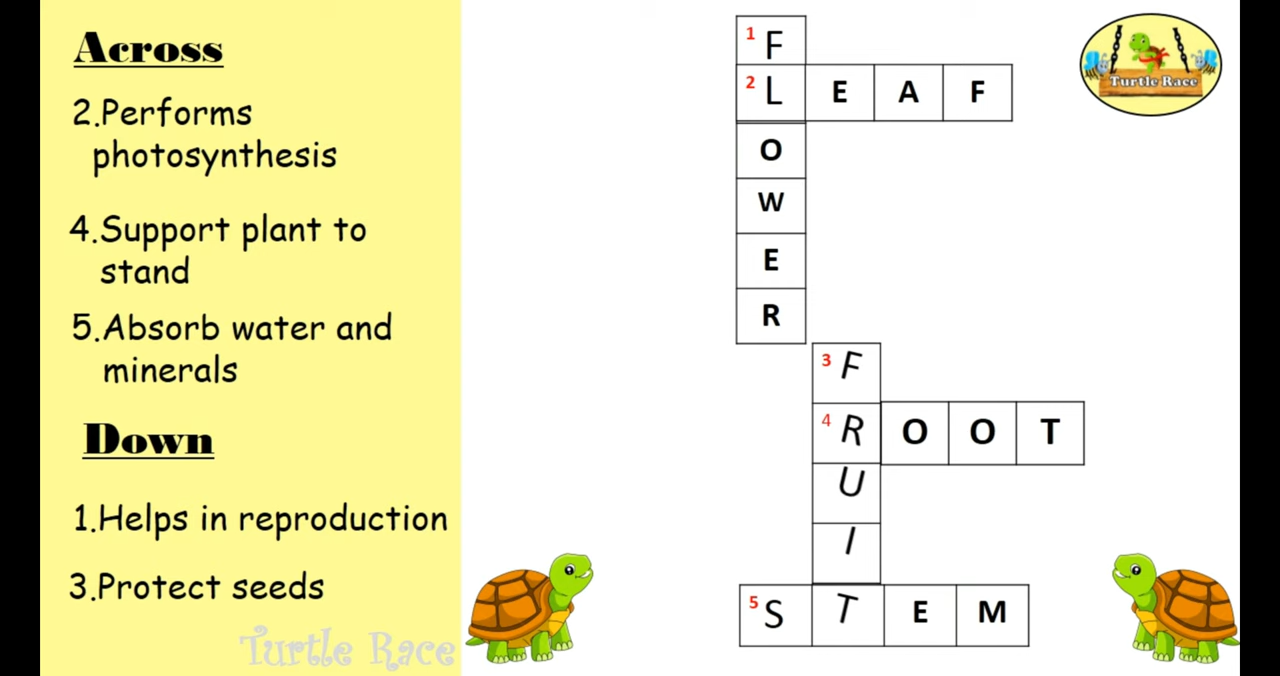 Across
2.Performs
photosynthesis
4.Support plant to
stand
5.Absorb water and
minerals
Down
1.Helps in reproduction
3.Protect seeds
Turtle Race
1 F
2 L E A F
O
W
E
R
3 F
4 R O O T
U
I
5 S T E M
Turtle Race